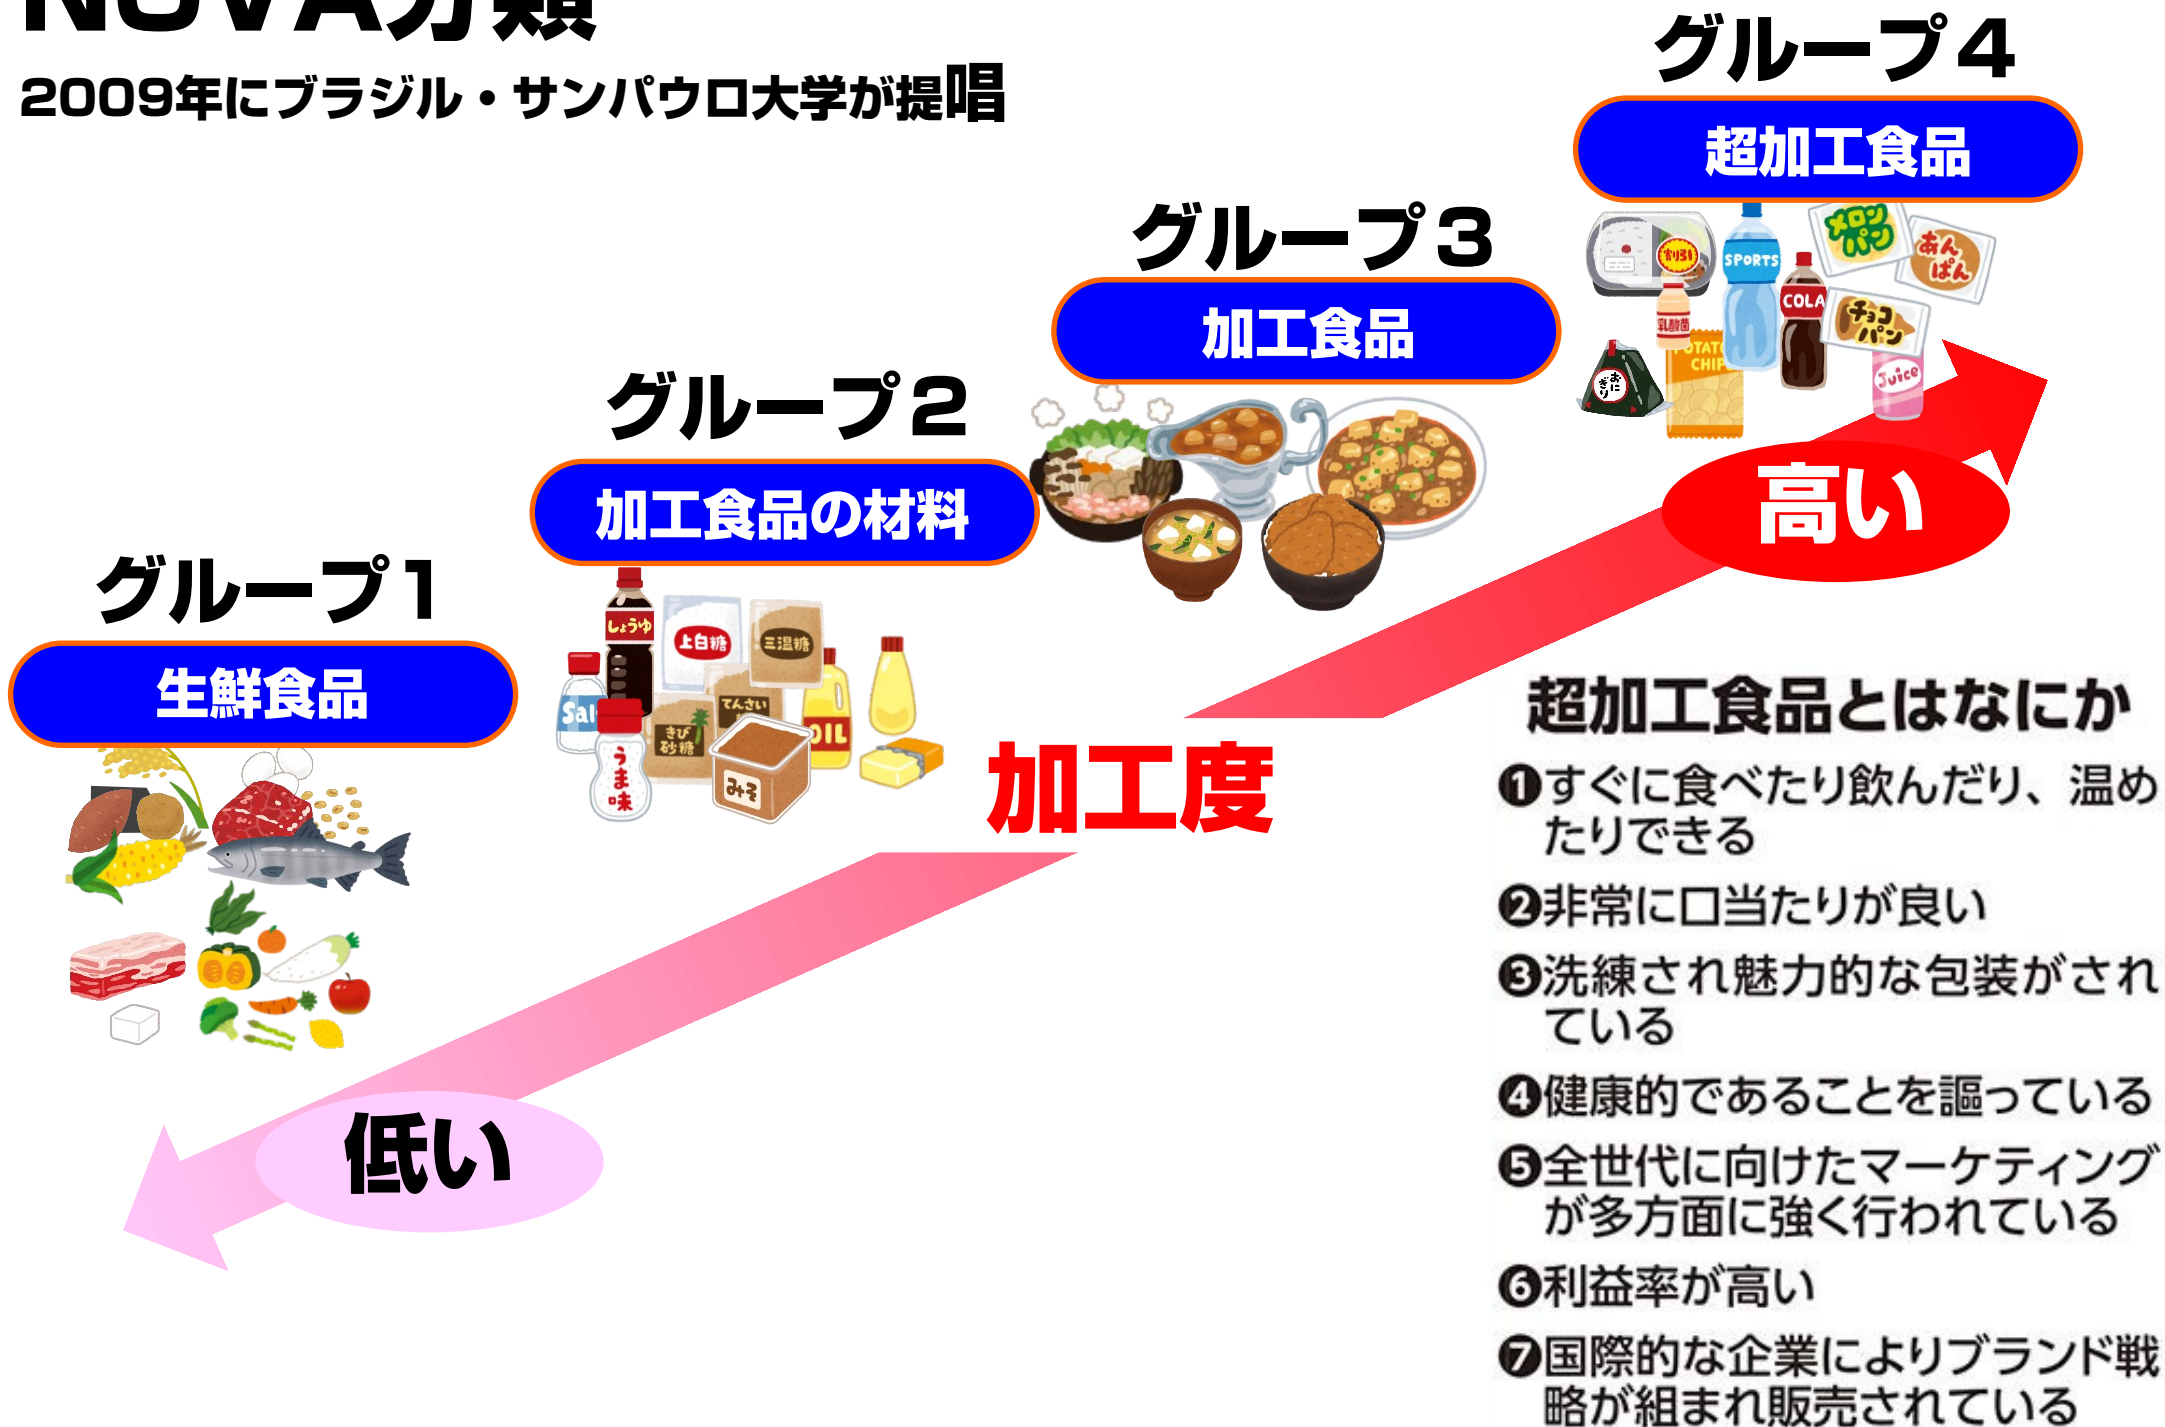 NOVA分類
2009年にブラジル・サンパウロ大学が提唱
グループ4
超加工食品
割引
SPORTS
メロン
パン
あん
ぱん
COLA
チョコ
パン
乳酸菌
POTATO
CHIP
おに
ぎり
Juice
グループ3
加工食品
グループ2
加工食品の材料
しょうゆ
上白糖
三温糖
Sal
てんさい
きび
砂糖
OIL
うま味
みそ
グループ1
生鮮食品
高い
加工度
低い
超加工食品とはなにか
❶すぐに食べたり飲んだり、温め
たりできる
❷非常に口当たりが良い
❸洗練され魅力的な包装がされ
ている
❹健康的であることを謳っている
❺全世代に向けたマーケティング
が多方面に強く行われている
❻利益率が高い
❼国際的な企業によりブランド戦
略が組まれ販売されている